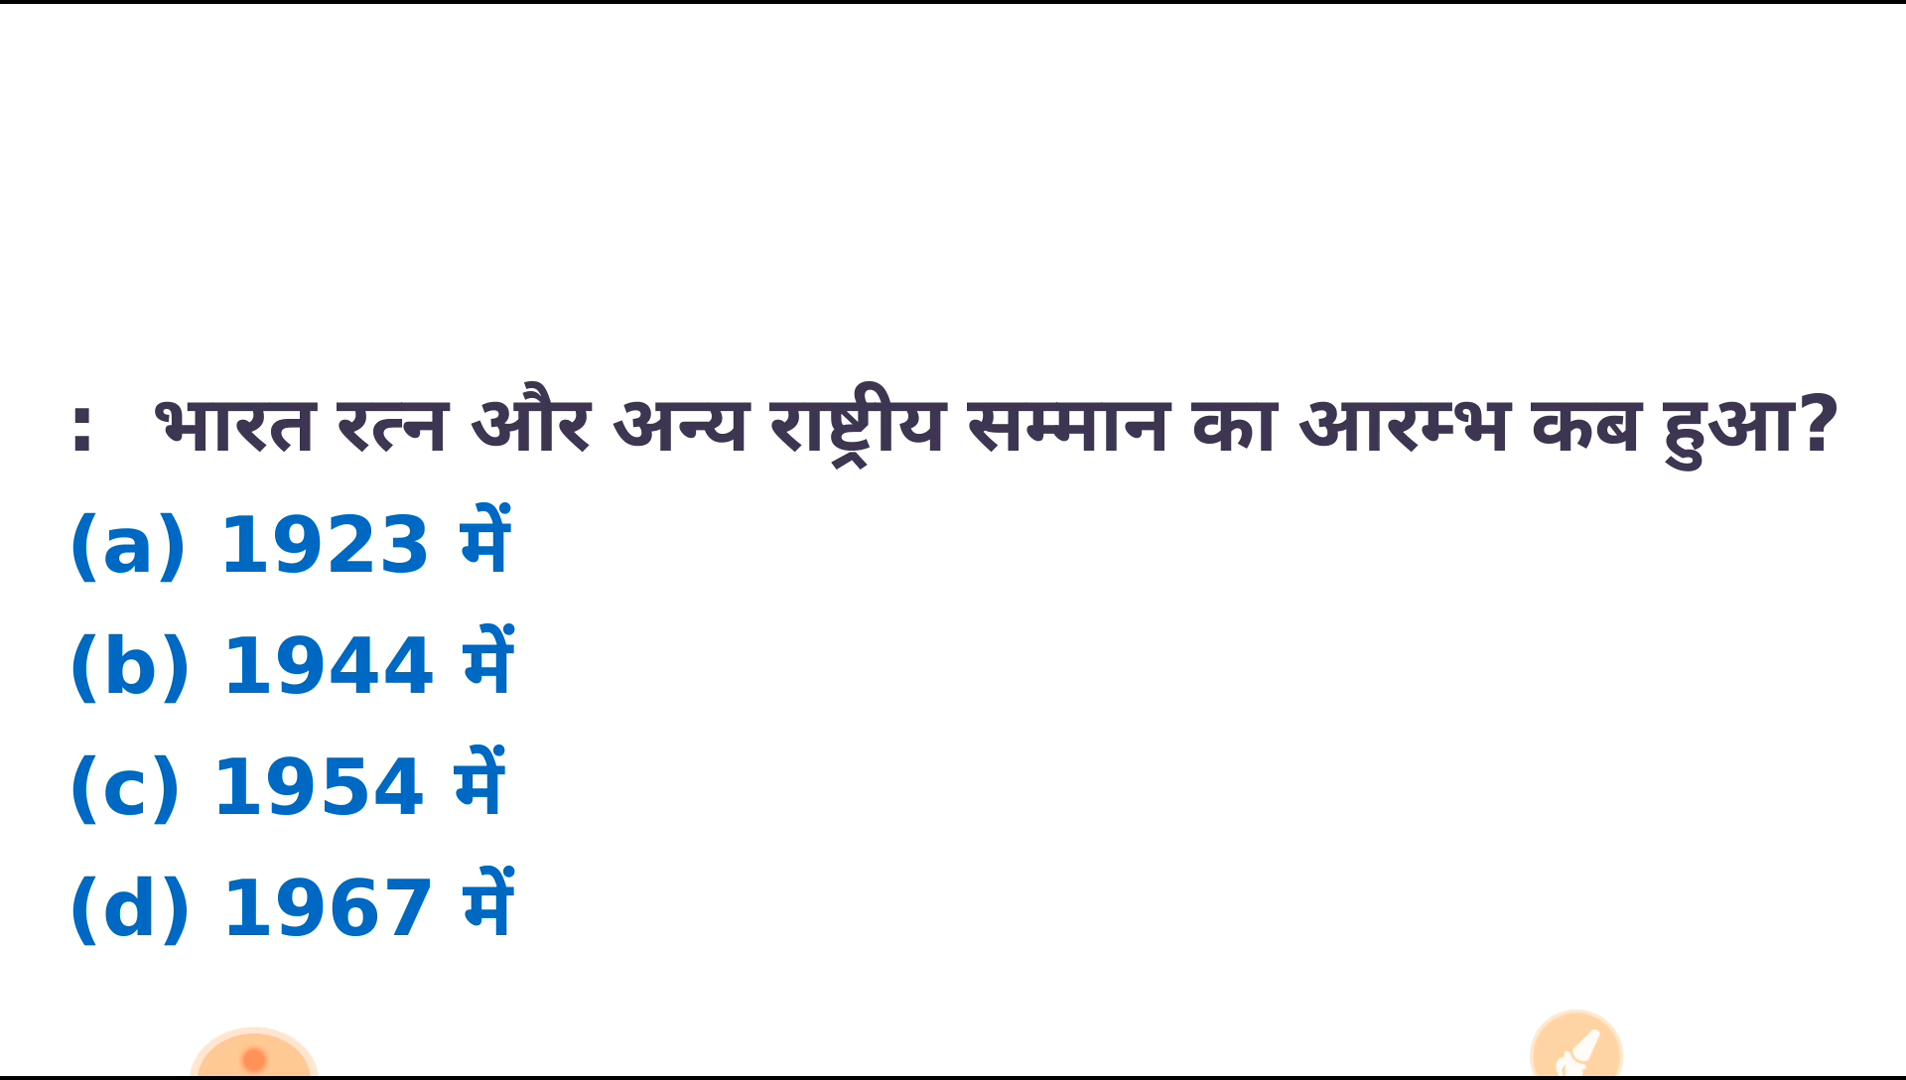 : भारत रत्न और अन्य राष्ट्रीय सम्मान का आरम्भ कब हुआ?
(a) 1923 में
(b) 1944 में
(c) 1954 में
(d) 1967 में